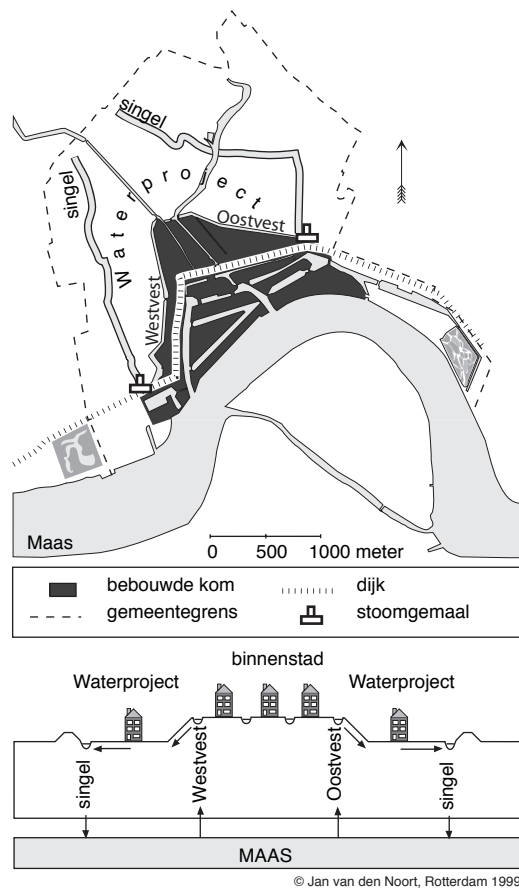 singel
singel
Waterproject
Oostvest
Westvest
Maas
0 500 1000 meter
bebouwde kom
dijk
gemeentegrens
stoomgemaal
binnenstad
Waterproject
Waterproject
singel
Westvest
Oostvest
singel
MAAS
© Jan van den Noort, Rotterdam 1999